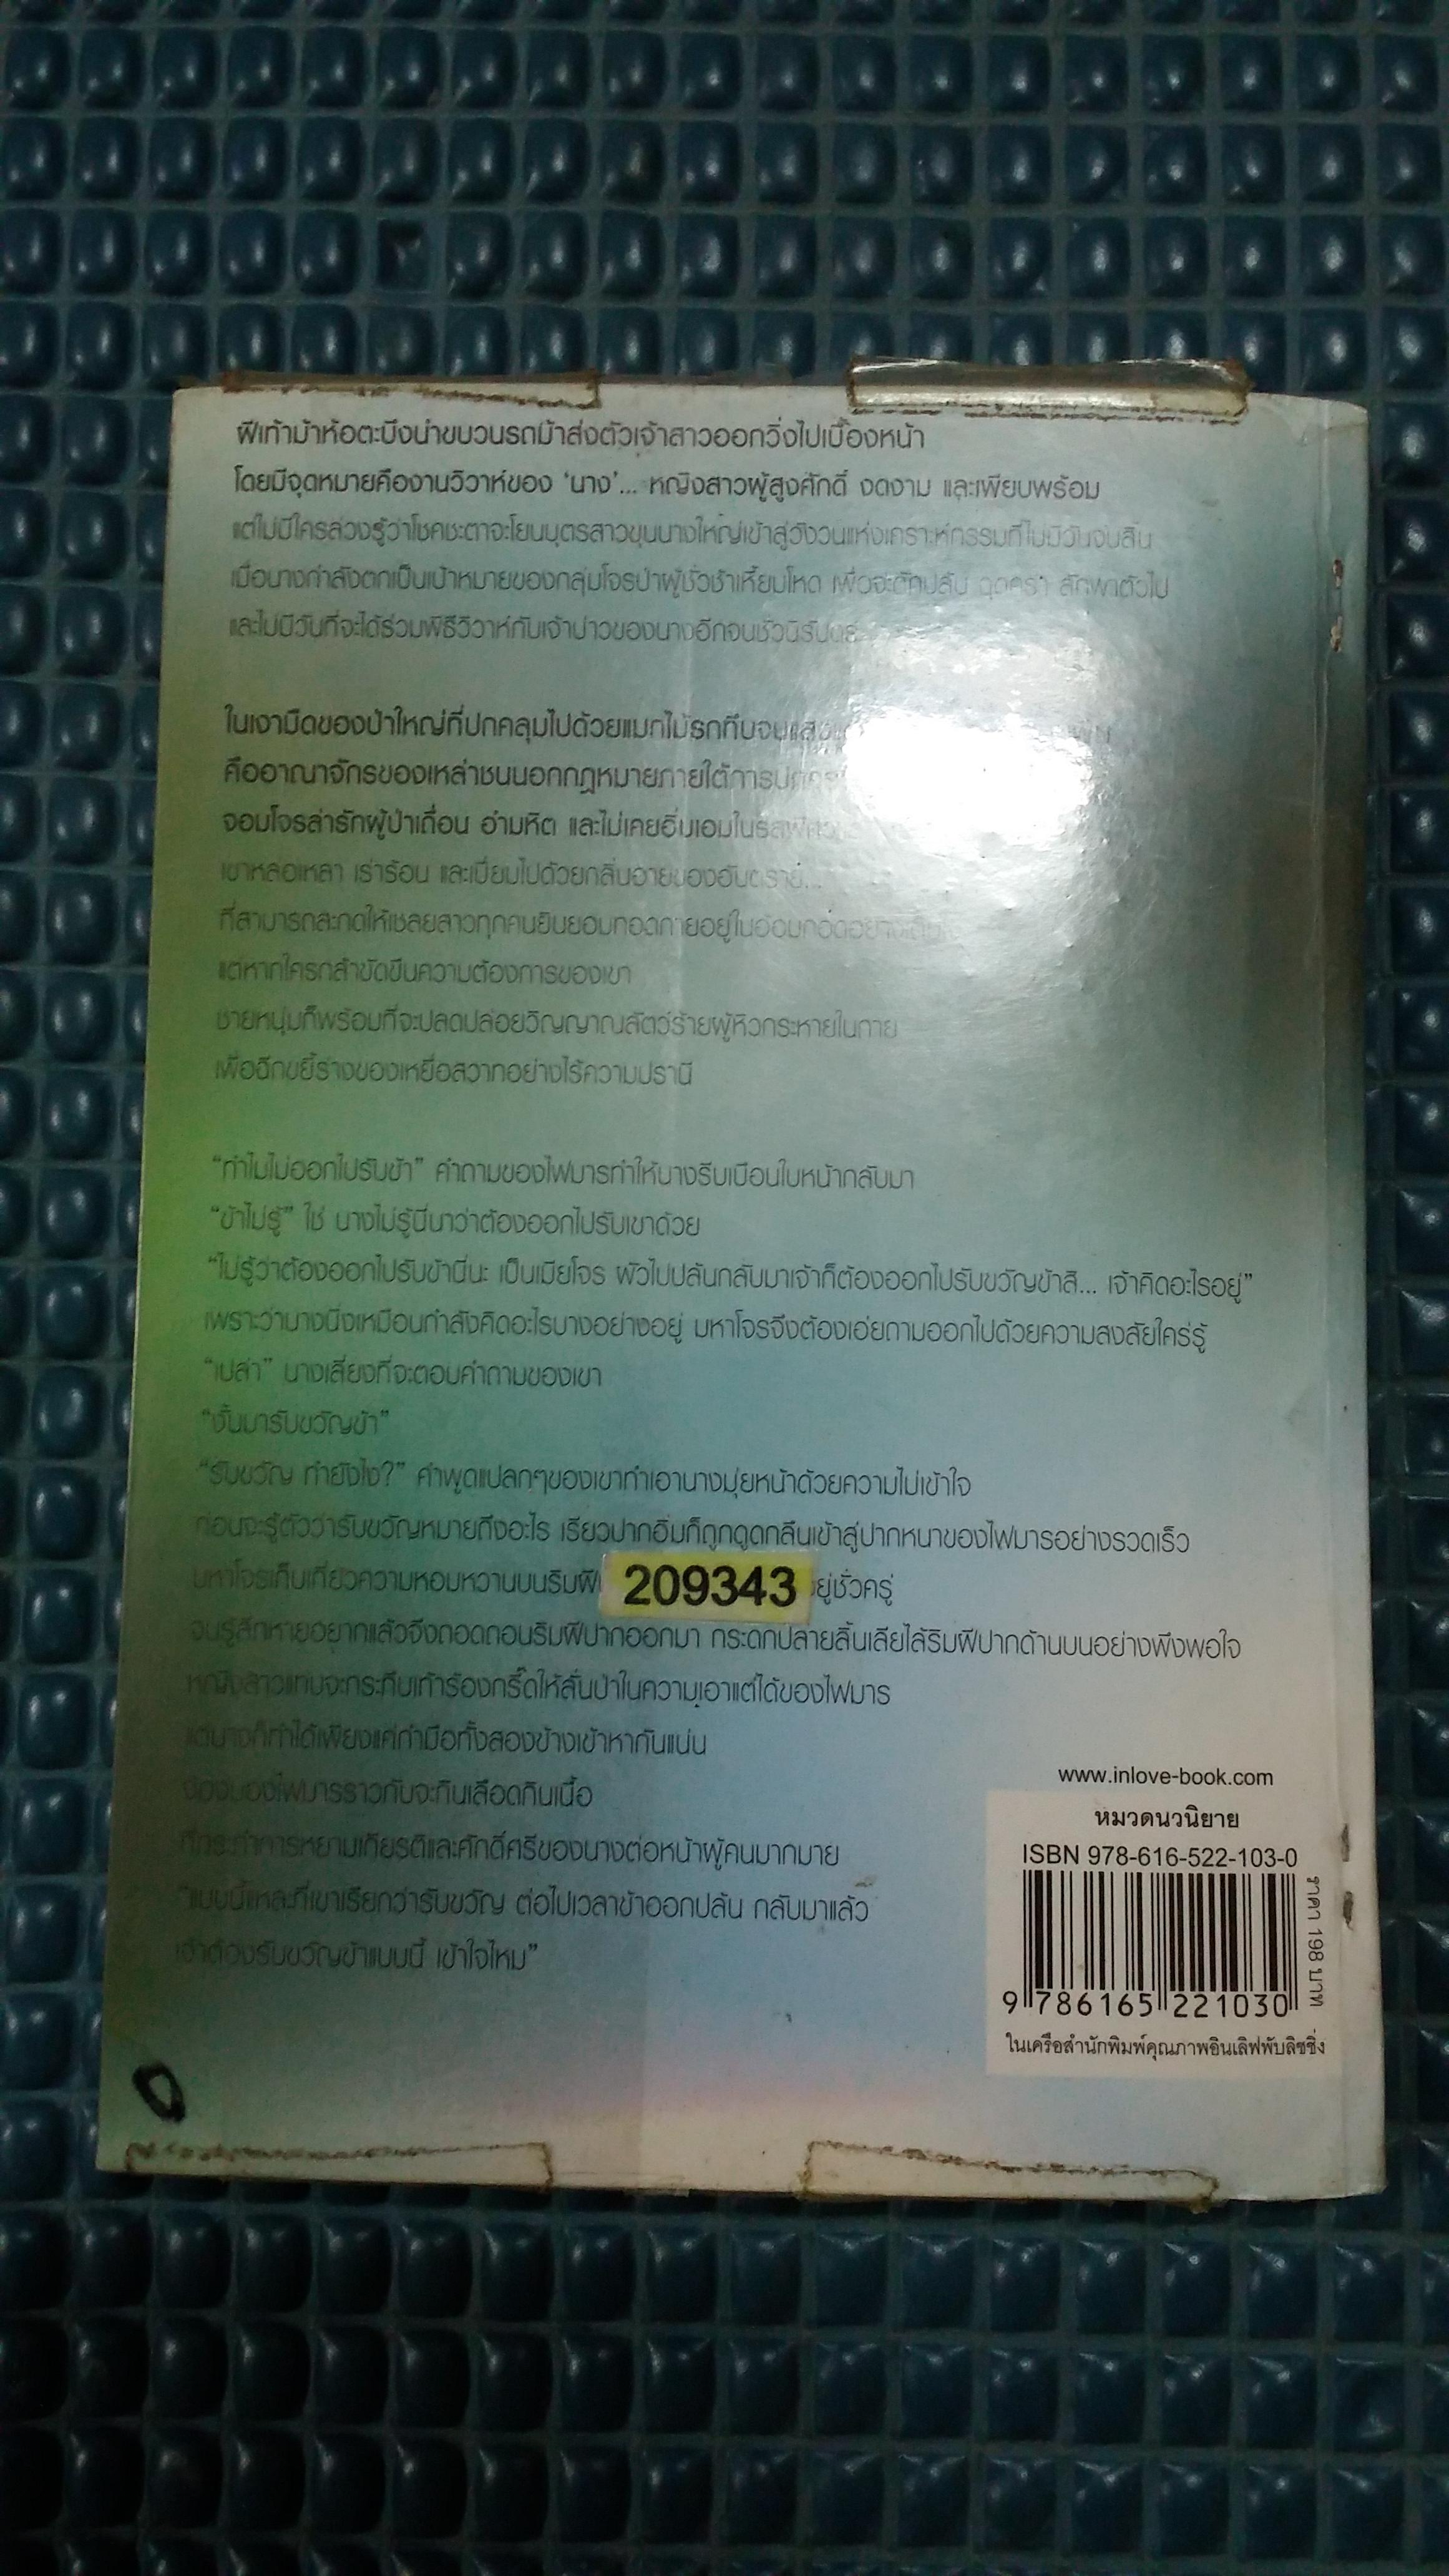 ฝีเท้าม้าห้อตะบึงนำขบวนรถม้าส่งตัวเจ้าสาวออกวิ่งไปเบื้องหน้า
โดยมีจุดหมายคืองานวิวาห์ของ ‘นาง’... หญิงสาวผู้สูงศักดิ์ งดงาม และเพียบพร้อม
แต่ไม่มีใครล่วงรู้ว่าโชคชะตาจะโยนบุตรสาวขุนนางใหญ่เข้าสู่วังวนแห่งเคราะห์กรรมที่ไม่มีวันจบสิ้น
เมื่อนางกำลังตกเป็นเป้าหมายของกลุ่มโจรป่าผู้ชั่วช้าเหี้ยมโหด เพื่อจะดักปล้น ฉุดคร่า ลักพาตัวไป
และไม่มีวันที่จะได้ร่วมพิธีวิวาห์กับเจ้าบ่าวของนางอีกจนชั่วนิรันดร์
ในเงามืดของป่าใหญ่ที่ปกคลุมไปด้วยแมกไม้รกทึบจนแสง
คืออาณาจักรของเหล่าชนนอกกฎหมายภายใต้การปกครอง
จอมโจรล่ารักผู้ป่าเถื่อน อำมหิต และไม่เคยอิ่มเอมในรสพิศวาส
เขาหล่อเหลา เร่าร้อน และเปี่ยมไปด้วยกลิ่นอายของอันตราย...
ที่สามารถสะกดให้เชลยสาวทุกคนยินยอมทอดกายอยู่ในอ้อมกอดอย่างเต็มใจ
แต่หากใครกล้าขัดขืนความต้องการของเขา
ชายหนุ่มก็พร้อมที่จะปลดปล่อยวิญญาณสัตว์ร้ายผู้หิวกระหายในกาย
เพื่อฉีกขยี้ร่างของเหยื่อสวาทอย่างไร้ความปรานี
“ทำไมไม่ออกไปรับข้า” คำถามของไฟมารทำให้นางรีบเบือนใบหน้ากลับมา
“ข้าไม่รู้” ใช่ นางไม่รู้นี่นาว่าต้องออกไปรับเขาด้วย
“ไม่รู้ว่าต้องออกไปรับข้านี่นะ เป็นเมียโจร ผัวไปปล้นกลับมาเจ้าก็ต้องออกไปรับขวัญข้าสิ... เจ้าคิดอะไรอยู่”
เพราะว่านางนิ่งเหมือนกำลังคิดอะไรบางอย่างอยู่ มหาโจรจึงต้องเอ่ยถามออกไปด้วยความสงสัยใคร่รู้
“เปล่า” นางเลี่ยงที่จะตอบคำถามของเขา
“งั้นมารับขวัญข้า”
“รับขวัญ ทำยังไง?” คำพูดแปลกๆของเขาทำเอานางมุ่ยหน้าด้วยความไม่เข้าใจ
ก่อนจะรู้ตัวว่ารับขวัญหมายถึงอะไร เรียวปากอิ่มก็ถูกดูดกลืนเข้าสู่ปากหนาของไฟมารอย่างรวดเร็ว
มหาโจรเก็บเกี่ยวความหอมหวานบนริมฝี 209343 อยู่ชั่วครู่
จนรู้สึกหายอยากแล้วจึงถอดถอนริมฝีปากออกมา กระดกปลายลิ้นเลียไล้ริมฝีปากด้านบนอย่างพึงพอใจ
หญิงสาวแทบจะกระทืบเท้าร้องกรี๊ดให้ลั่นป่าในความเอาแต่ได้ของไฟมาร
แต่นางก็ทำได้เพียงแค่กำมือทั้งสองข้างเข้าหากันแน่น
จ้องมองไฟมารราวกับจะกินเลือดกินเนื้อ
ที่กระทำการหยามเกียรติและศักดิ์ศรีของนางต่อหน้าผู้คนมากมาย
“แบบนี้แหละที่เขาเรียกว่ารับขวัญ ต่อไปเวลาข้าออกปล้น กลับมาแล้ว
เจ้าต้องรับขวัญข้าแบบนี้ เข้าใจไหม”
www.inlove-book.com
หมวดนวนิยาย
ISBN 978-616-522-103-0
ราคา 198 บาท
9 786165 221030
ในเครือสำนักพิมพ์คุณภาพอินเลิฟพับลิชชิ่ง